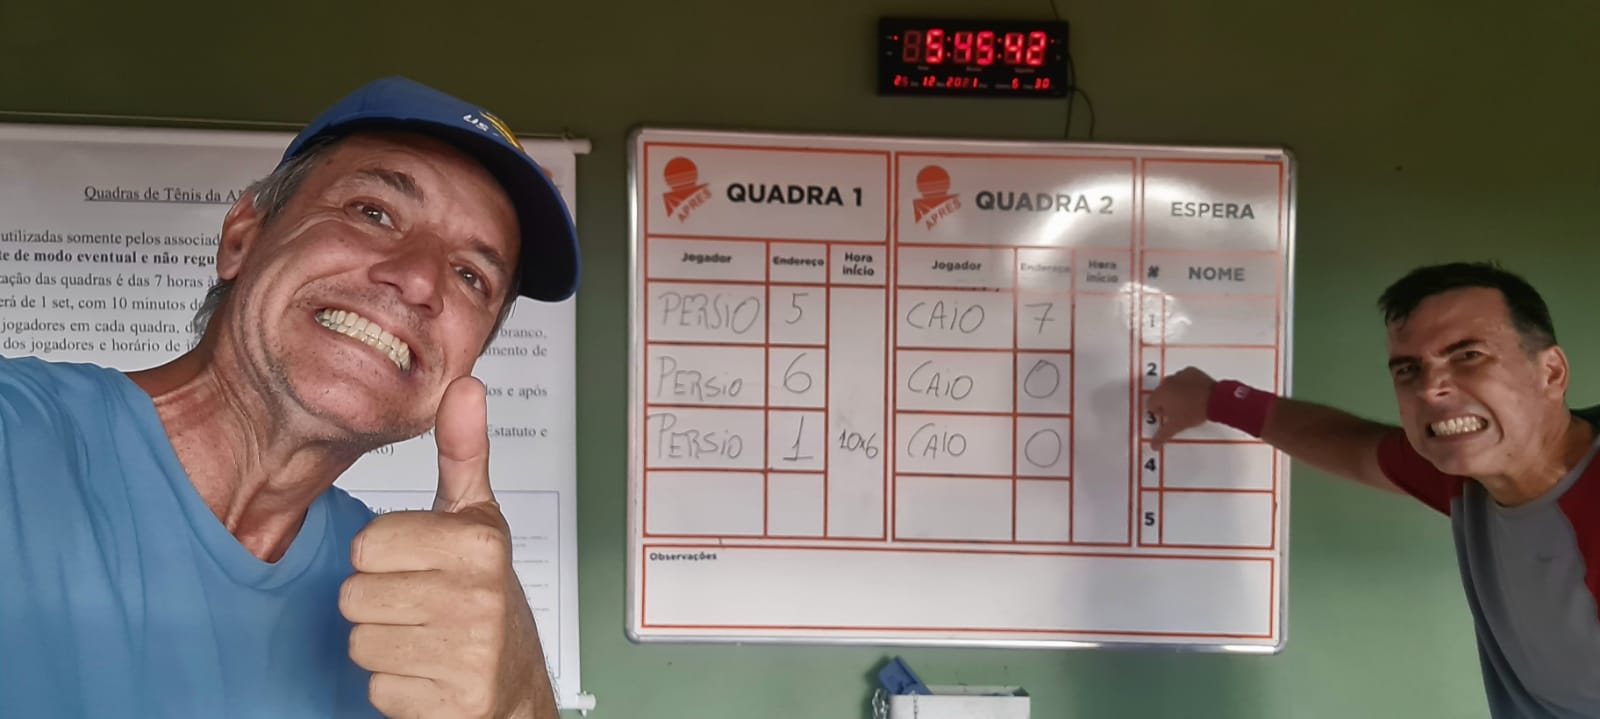 5:45:42
25 12 2021 6 30
Quadras de Tênis da
utilizadas somente pelos associad
te de modo eventual e não regu
ação das quadras é das 7 horas
erá de 1 set, com 10 minutos d
jogadores em cada quadra, d
branco,
dos jogadores e horário de
mento de
os e após
Estatuto e
US
APRES
QUADRA 1
APRES
QUADRA 2
ESPERA
Jogador Endereço Hora início
Jogador Endereço Hora início
# NOME
PERSIO 5 CAIO 7 1
PERSIO 6 CAIO 0 2
PERSIO 1 10x6 CAIO 0 3
4
5
Observações